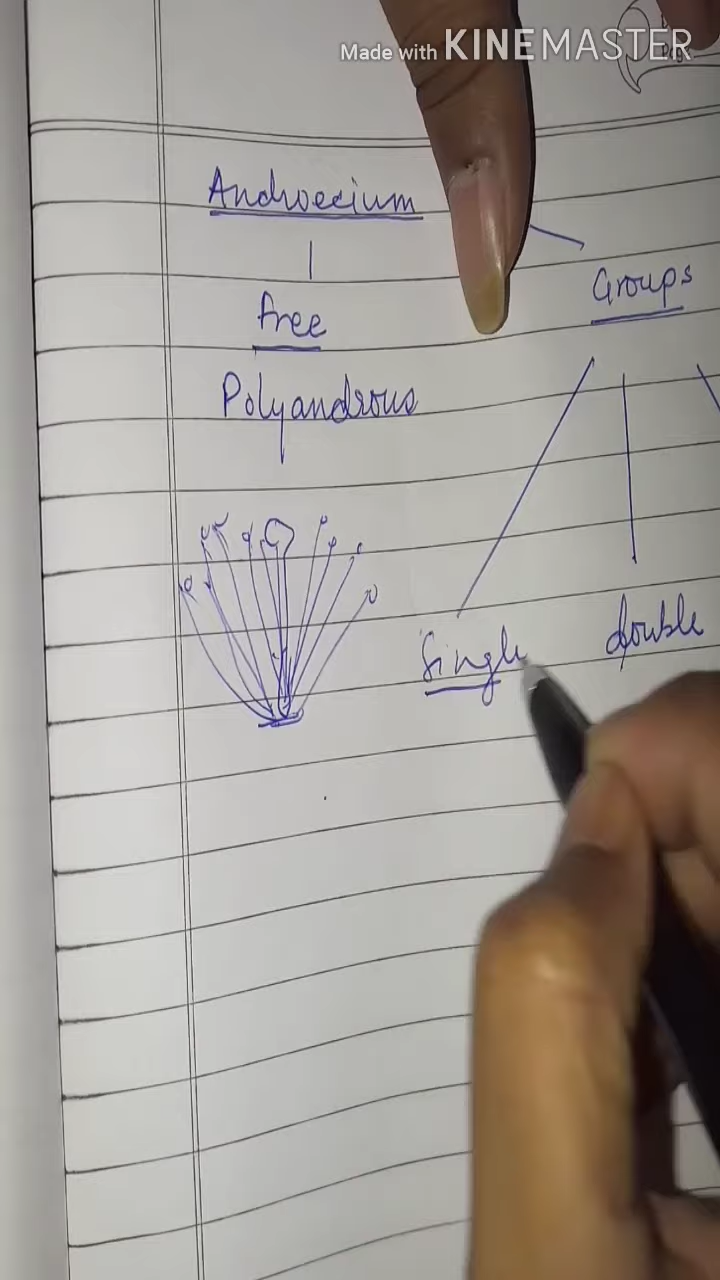 Made with KINEMASTER
Androecium
Groups
free
Polyandrous
Single
double